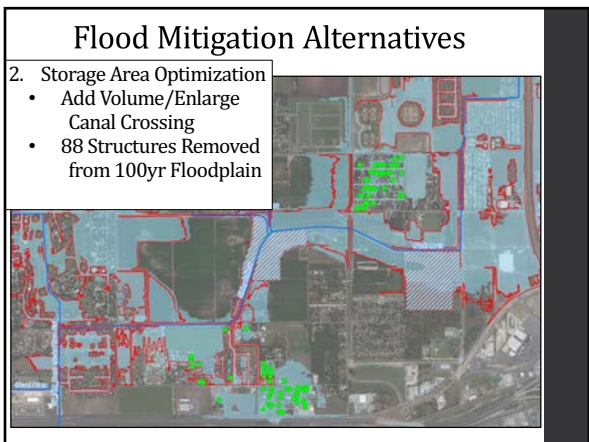 Flood Mitigation Alternatives
2. Storage Area Optimization
• Add Volume/Enlarge
Canal Crossing
• 88 Structures Removed
from 100yr Floodplain